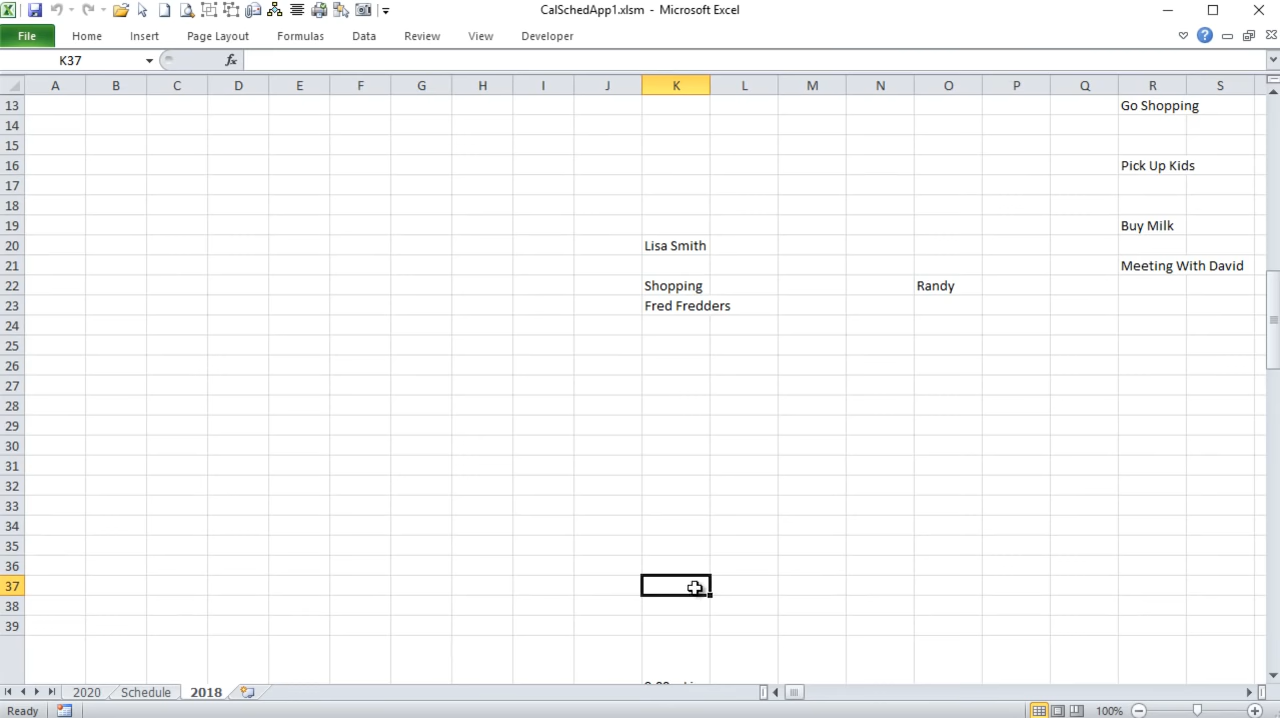 CalSchedApp1.xlsm - Microsoft Excel
File Home Insert Page Layout Formulas Data Review View Developer
K37 fx
A B C D E F G H I J K L M N O P Q R S
13 Go Shopping
14
15
16 Pick Up Kids
17
18
19 Buy Milk
20 Lisa Smith
21 Meeting With David
22 Shopping Randy
23 Fred Fredders
24
25
26
27
28
29
30
31
32
33
34
35
36
37
38
39
2020 Schedule 2018
Ready 100%